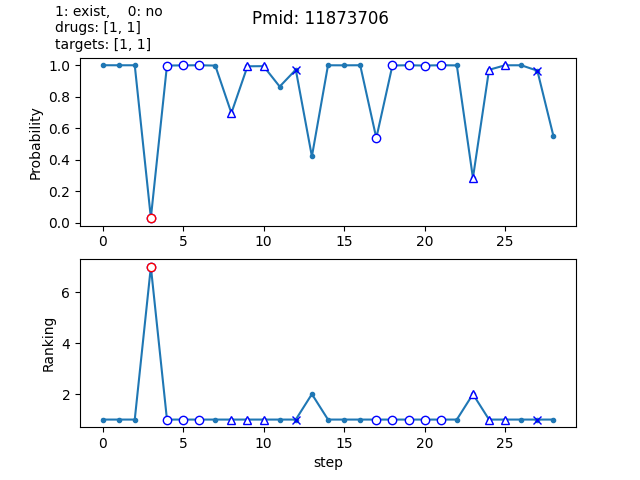 1: exist,    0: no
drugs: [1, 1]
targets: [1, 1]
Pmid: 11873706
1.0
0.8
0.6
0.4
0.2
0.0
Probability
0 5 10 15 20 25
6
4
2
Ranking
0 5 10 15 20 25
step